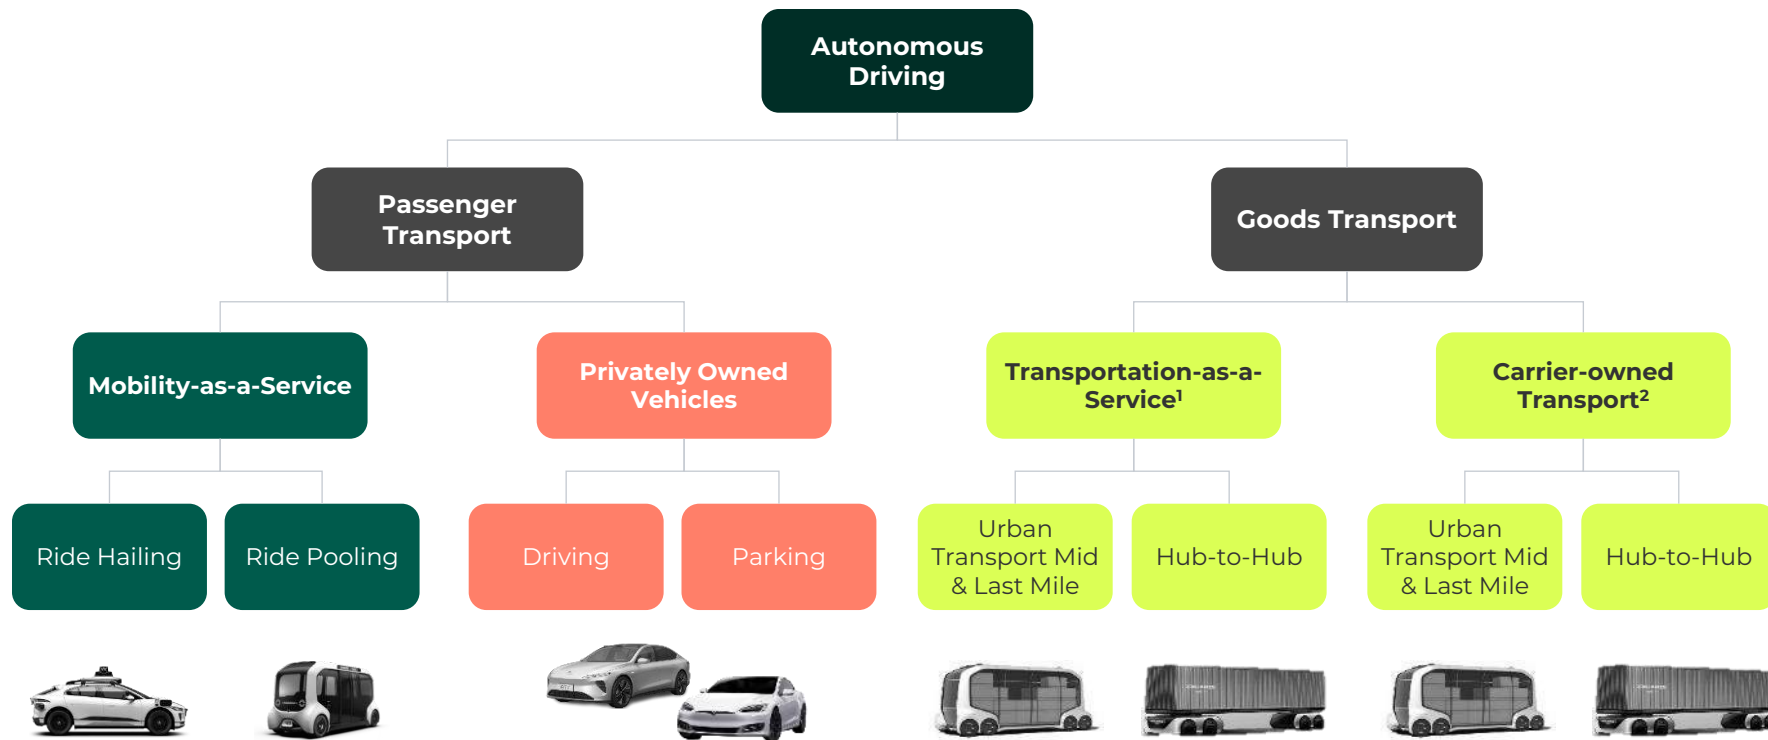 Autonomous
Driving
Passenger
Transport
Goods Transport
Mobility-as-a-Service
Privately Owned
Vehicles
Transportation-as-a-
Service¹
Carrier-owned
Transport²
Ride Hailing
Ride Pooling
Driving
Parking
Urban
Transport Mid
& Last Mile
Hub-to-Hub
Urban
Transport Mid
& Last Mile
Hub-to-Hub